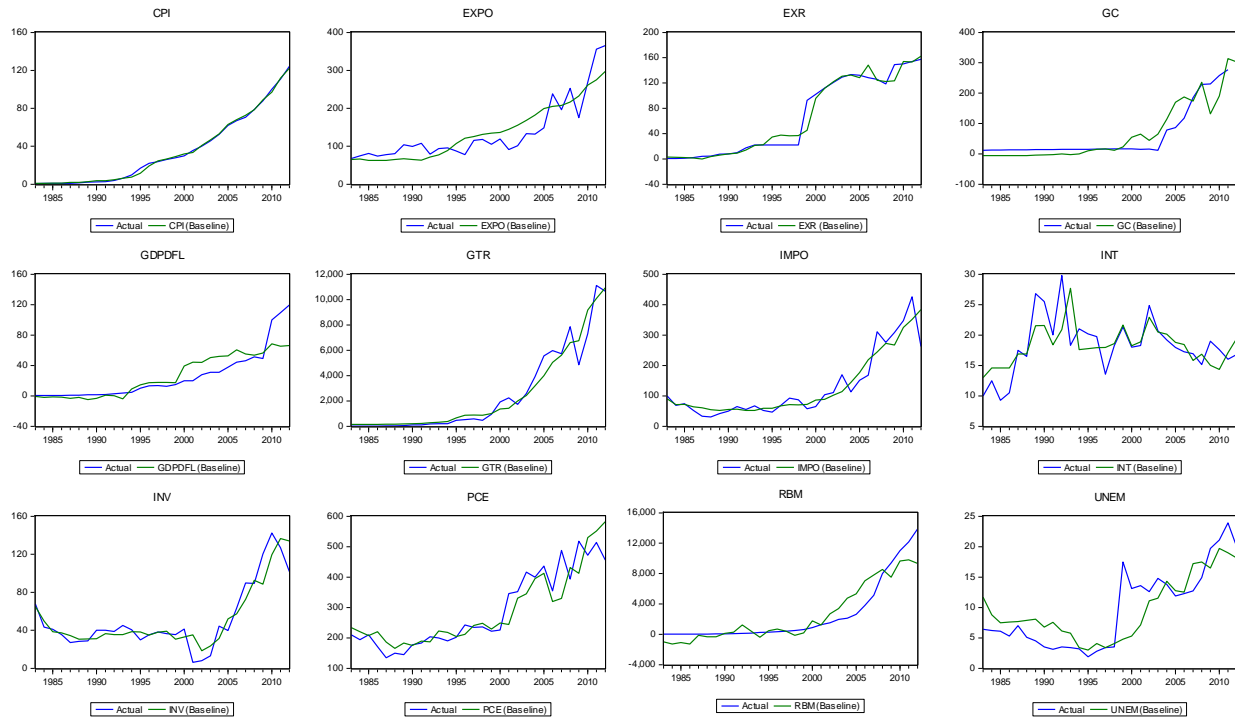 CPI
160
120
80
40
0
1985 1990 1995 2000 2005 2010
Actual CPI (Baseline)
EXPO
400
300
200
100
0
1985 1990 1995 2000 2005 2010
Actual EXPO (Baseline)
EXR
200
160
120
80
40
0
-40
1985 1990 1995 2000 2005 2010
Actual EXR (Baseline)
GC
400
300
200
100
0
-100
1985 1990 1995 2000 2005 2010
Actual GC (Baseline)
GDPDFL
160
120
80
40
0
-40
1985 1990 1995 2000 2005 2010
Actual GDPDFL (Baseline)
GTR
12,000
10,000
8,000
6,000
4,000
2,000
0
1985 1990 1995 2000 2005 2010
Actual GTR (Baseline)
IMPO
500
400
300
200
100
0
1985 1990 1995 2000 2005 2010
Actual IMPO (Baseline)
INT
30
25
20
15
10
5
1985 1990 1995 2000 2005 2010
Actual INT (Baseline)
INV
160
120
80
40
0
1985 1990 1995 2000 2005 2010
Actual INV (Baseline)
PCE
600
500
400
300
200
100
1985 1990 1995 2000 2005 2010
Actual PCE (Baseline)
RBM
16,000
12,000
8,000
4,000
0
-4,000
1985 1990 1995 2000 2005 2010
Actual RBM (Baseline)
UNEM
25
20
15
10
5
0
1985 1990 1995 2000 2005 2010
Actual UNEM (Baseline)